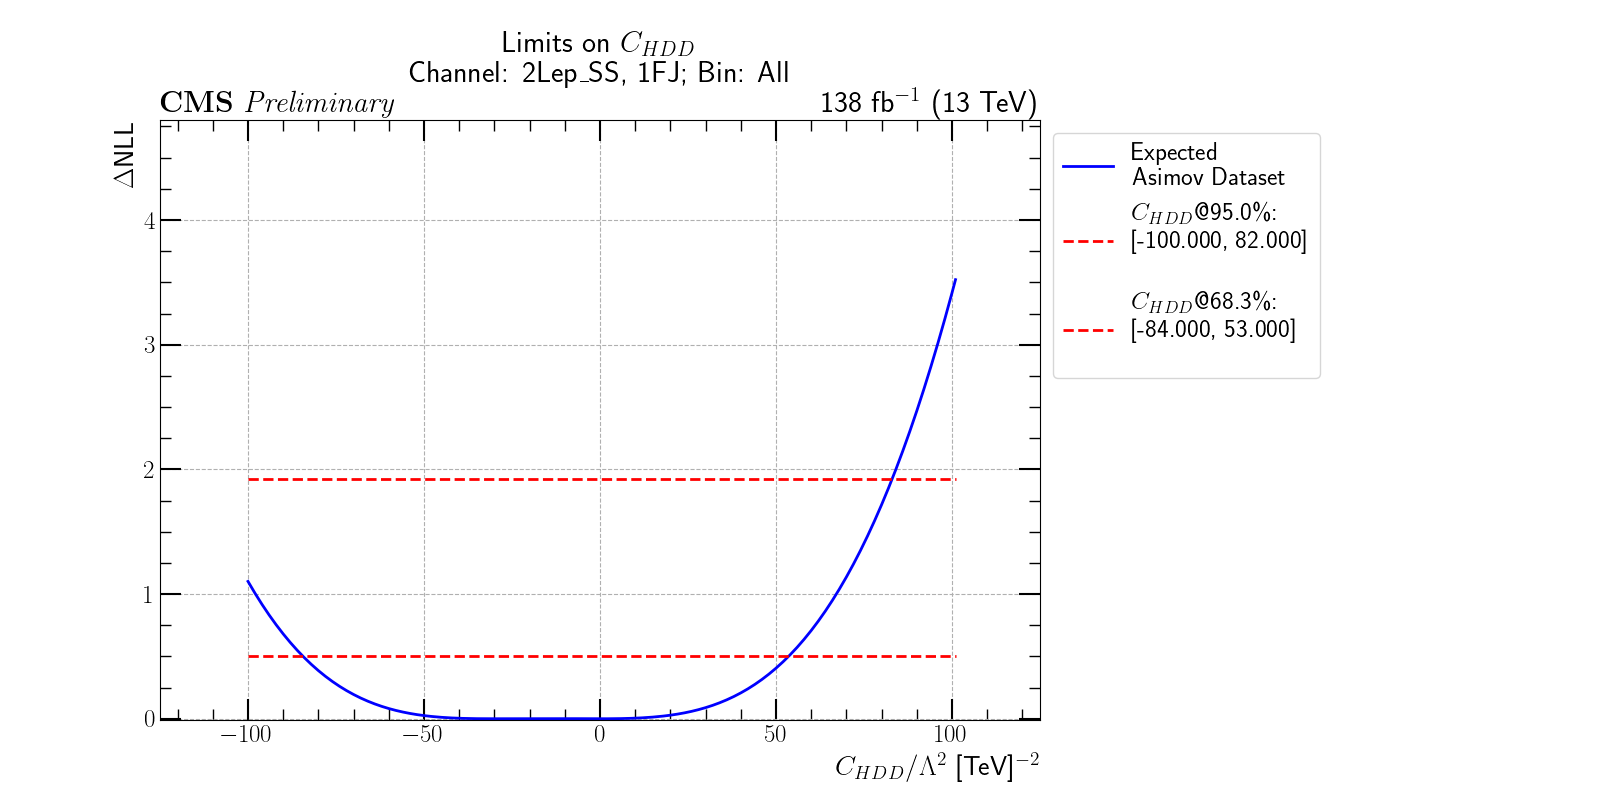 Limits on C_{HDD}
Channel: 2Lep_SS, 1FJ; Bin: All
CMS Preliminary
138 fb^{-1} (13 TeV)
ΔNLL
4
3
2
1
0
−100
−50
0
50
100
C_{HDD}/Λ^2 [TeV]^{-2}
Expected
Asimov Dataset
C_{HDD}@95.0%:
[-100.000, 82.000]
C_{HDD}@68.3%:
[-84.000, 53.000]